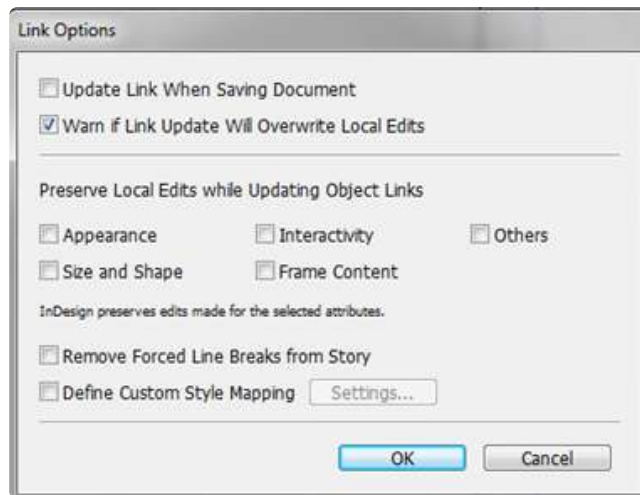 Link Options
Update Link When Saving Document
Warn if Link Update Will Overwrite Local Edits
Preserve Local Edits while Updating Object Links
Appearance Interactivity Others
Size and Shape Frame Content
InDesign preserves edits made for the selected attributes.
Remove Forced Line Breaks from Story
Define Custom Style Mapping Settings...
OK Cancel